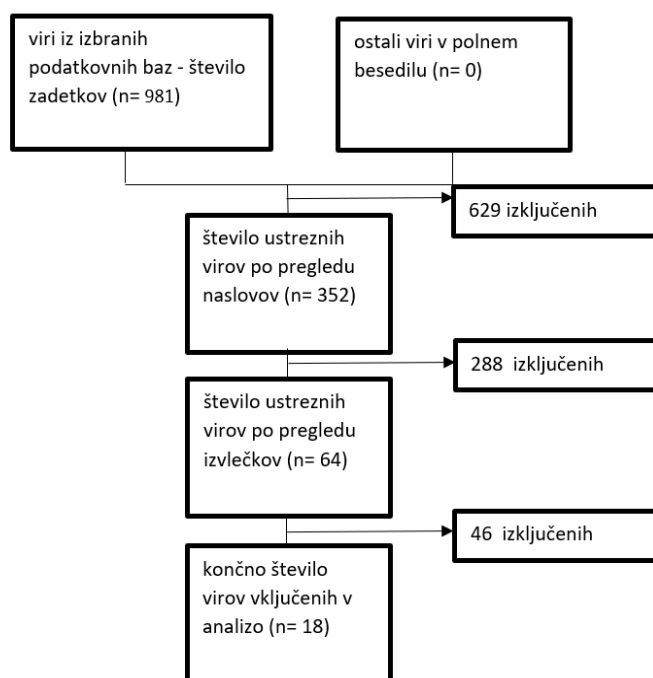 viri iz izbranih
podatkovnih baz - število
zadetkov (n= 981)
ostali viri v polnem
besedilu (n= 0)
629 izključenih
število ustreznih
virov po pregledu
naslovov (n= 352)
288 izključenih
število ustreznih
virov po pregledu
izvlečkov (n= 64)
46 izključenih
končno število
virov vključenih v
analizo (n= 18)